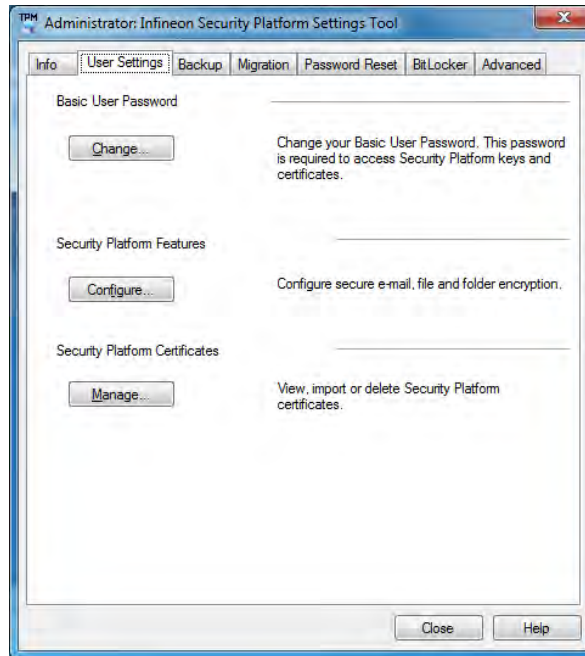 TPM
Administrator: Infineon Security Platform Settings Tool
Info User Settings Backup Migration Password Reset BitLocker Advanced
Basic User Password
Change...
Change your Basic User Password. This password
is required to access Security Platform keys and
certificates.
Security Platform Features
Configure...
Configure secure e-mail, file and folder encryption.
Security Platform Certificates
Manage...
View, import or delete Security Platform
certificates.
Close Help